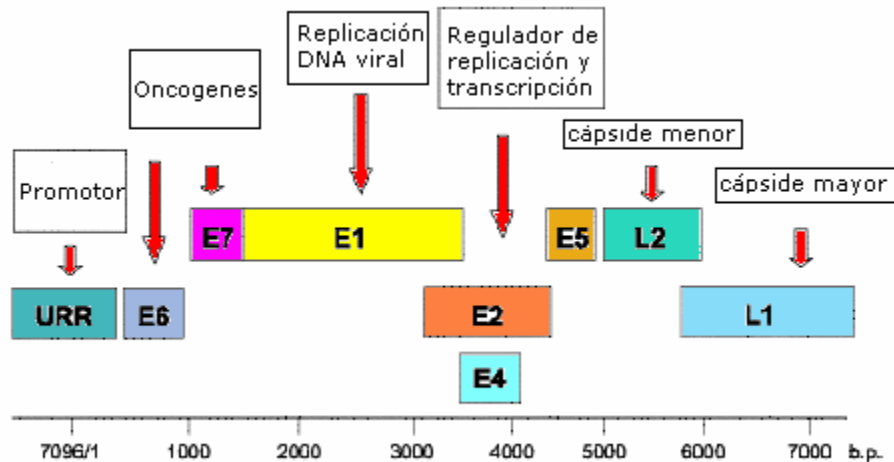 Replicación
DNA viral
Regulador de
replicación y
transcripción
Oncogenes
cápside menor
Promotor
cápside mayor
E7
E1
E5
L2
URR
E6
E2
L1
E4
7096/1 1000 2000 3000 4000 5000 6000 7000 b.p.